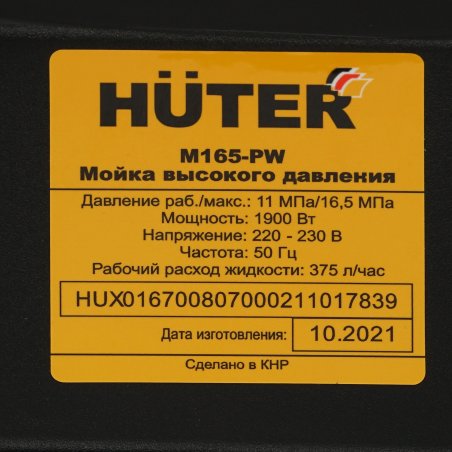 HÜTER
M165-PW
Мойка высокого давления
Давление раб./макс.: 11 МПа/16,5 МПа
Мощность: 1900 Вт
Напряжение: 220 - 230 В
Частота: 50 Гц
Рабочий расход жидкости: 375 л/час
HUX016700807000211017839
Дата изготовления: 10.2021
Сделано в КНР